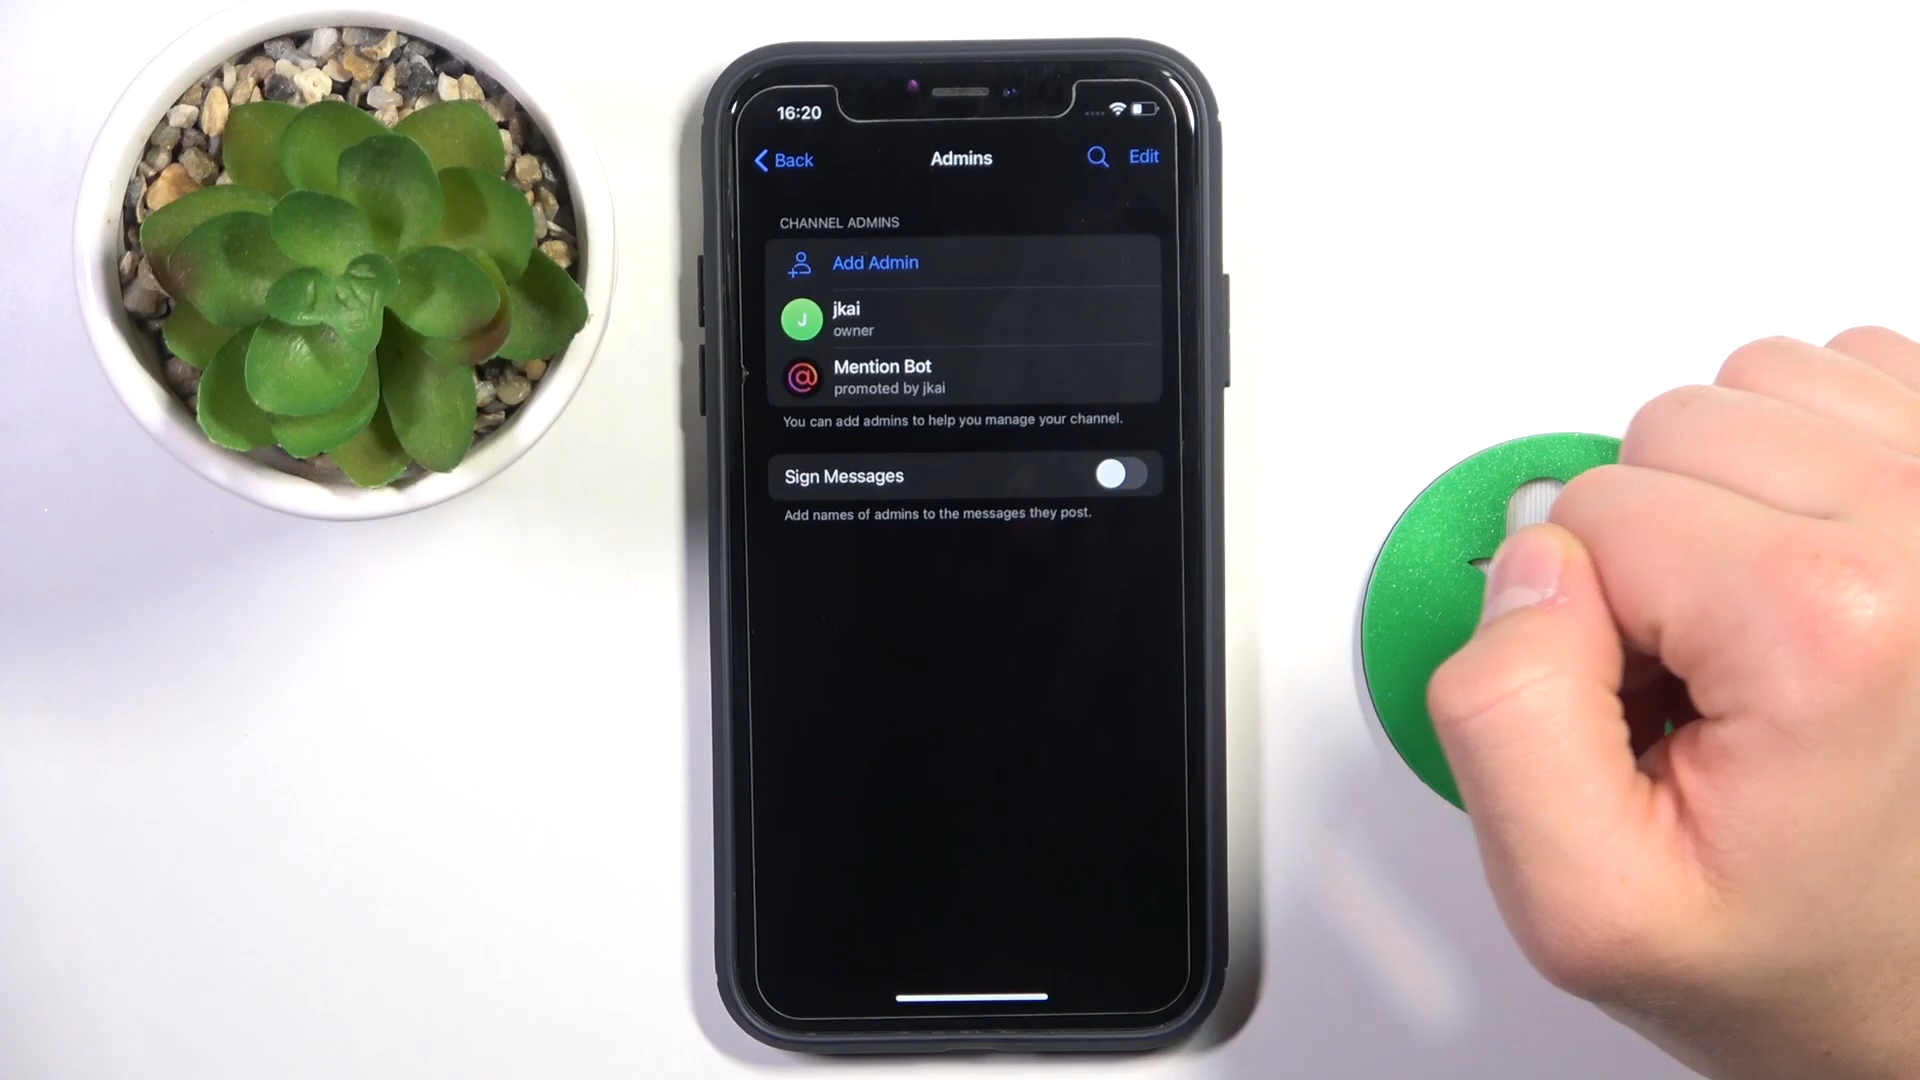 16:20
Back
Admins
Edit
CHANNEL ADMINS
Add Admin
J
jkai
owner
@
Mention Bot
promoted by jkai
You can add admins to help you manage your channel.
Sign Messages
Add names of admins to the messages they post.